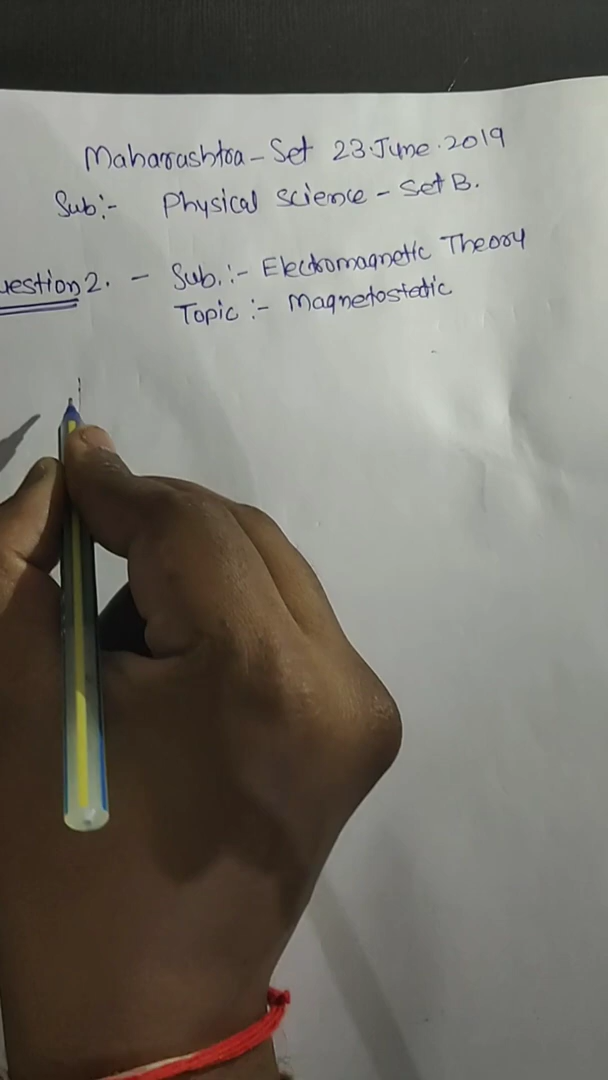 Maharashtra - Set 23.June.2019
Sub:- Physical science - Set B.
uestion 2. - Sub.:- Electromagnetic Theory
Topic :- Magnetostatic